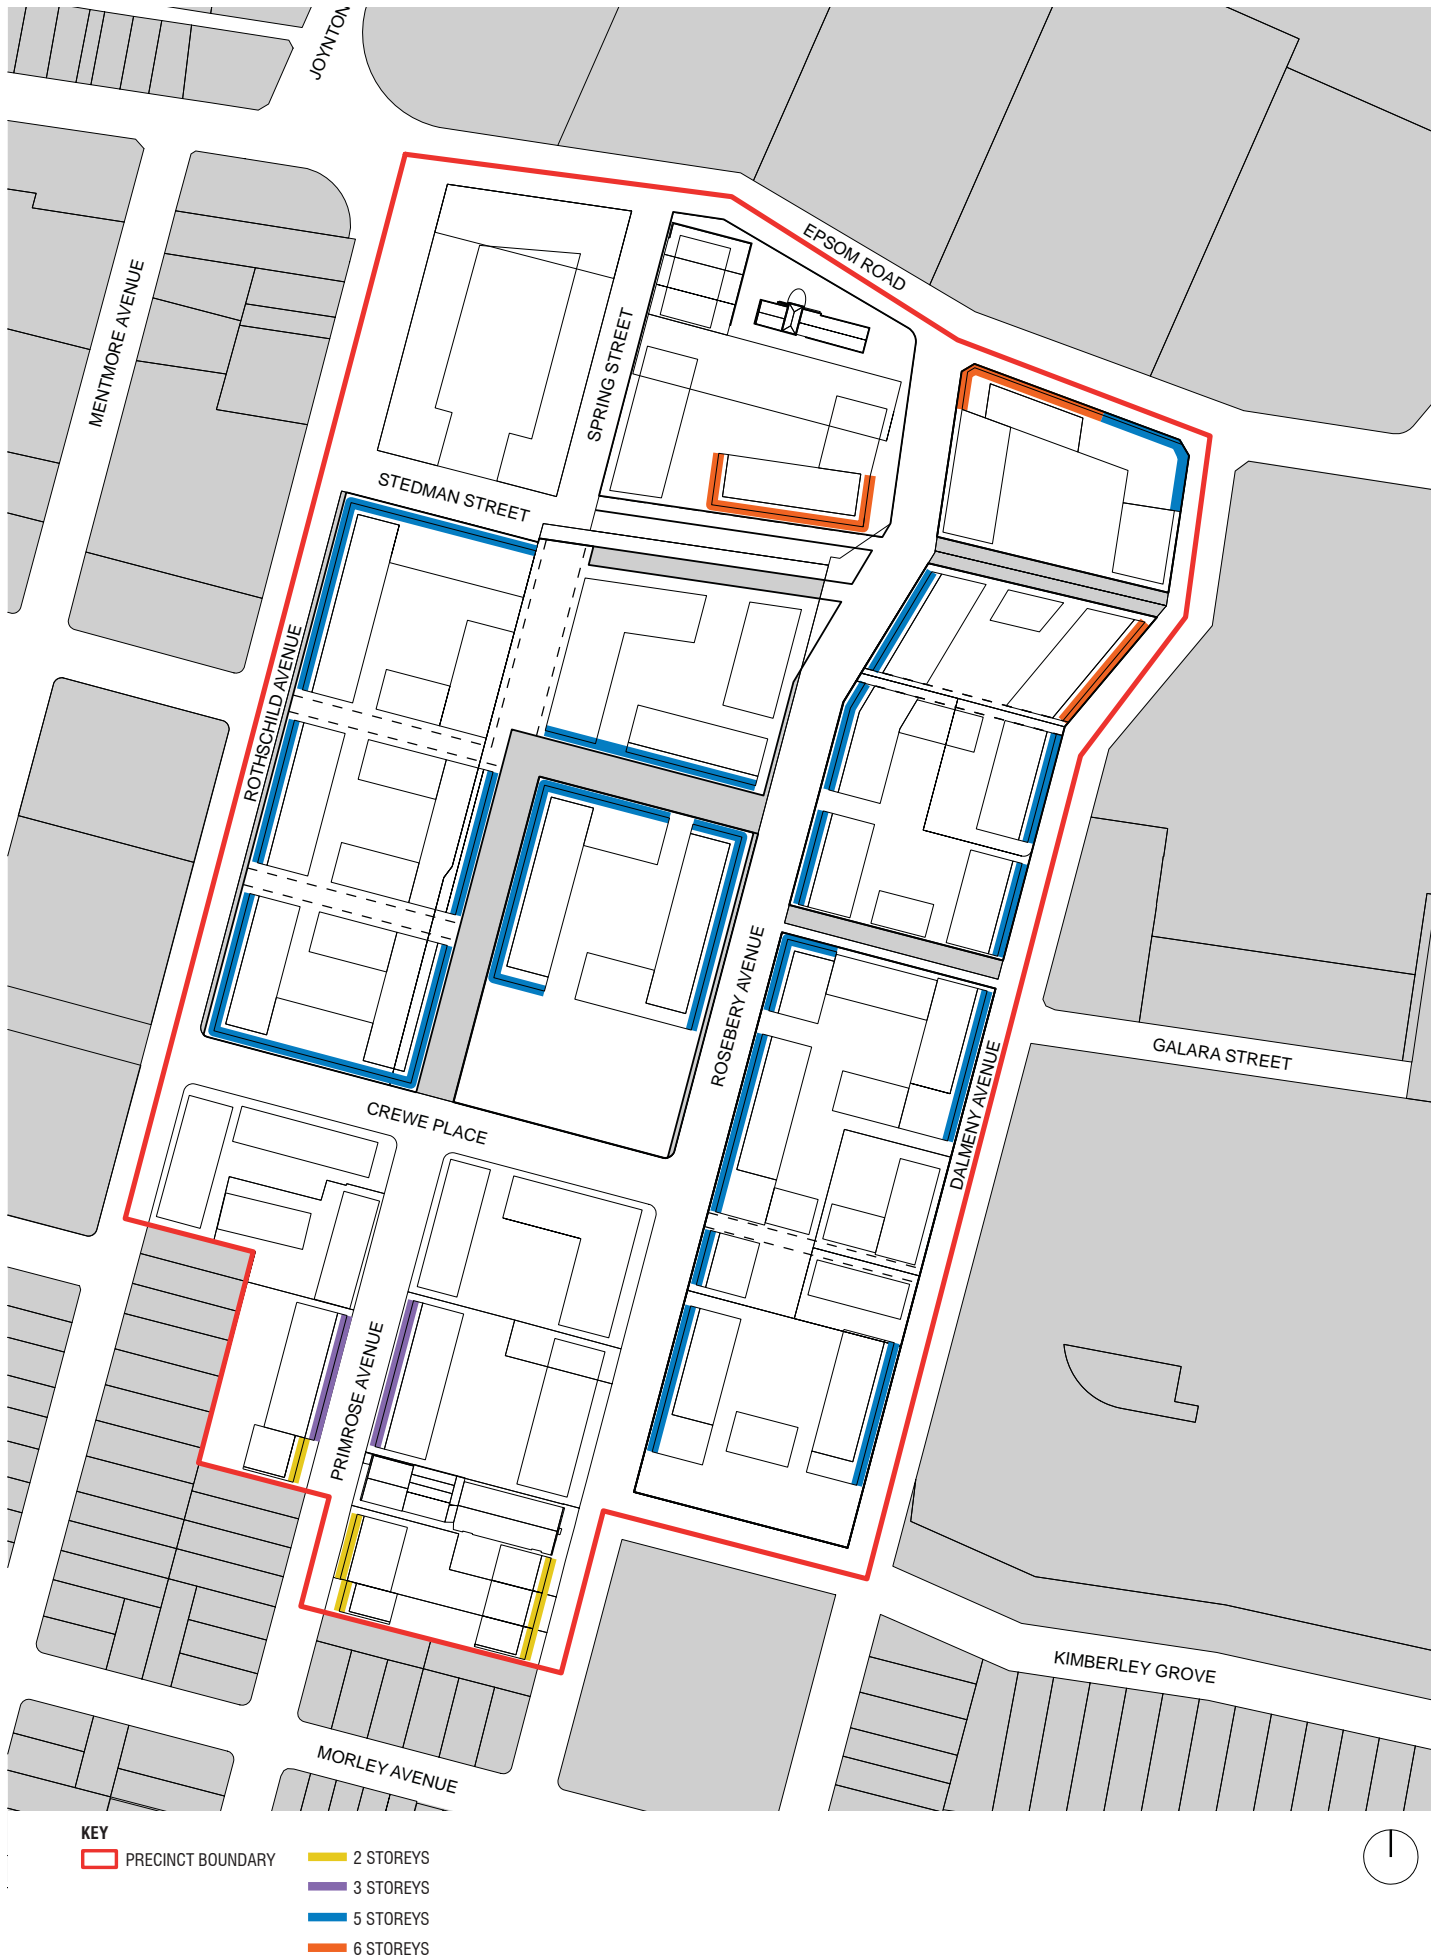 JOYNTON
EPSOM ROAD
MENTMORE AVENUE
SPRING STREET
STEDMAN STREET
ROTHSCHILD AVENUE
ROSEBERY AVENUE
GALARA STREET
DALMENY AVENUE
CREWE PLACE
PRIMROSE AVENUE
KIMBERLEY GROVE
MORLEY AVENUE
KEY
PRECINCT BOUNDARY
2 STOREYS
3 STOREYS
5 STOREYS
6 STOREYS